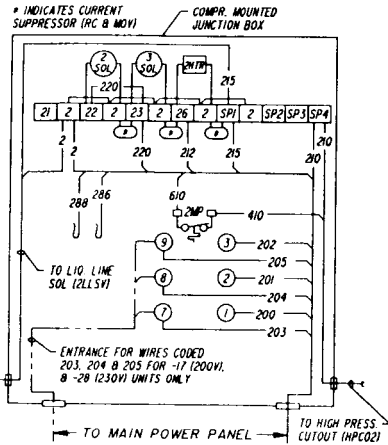 # INDICATES CURRENT
SUPPRESSOR (RC & MOV)
COMPR. MOUNTED
JUNCTION BOX
2
SOL
3
SOL
2HTR
215
220
21 2 22 2 23 2 26 SP1 2 SP2 SP3 SP4
# # #
2 2 220 212 215 210 210
288 286 610
2MP
410
9 3 202
205
TO LIQ. LINE
SOL (2LLSV)
8 2 201
204
7 1 200
203
ENTRANCE FOR WIRES CODED
203, 204 & 205 FOR -17 (200V),
& -28 (230V) UNITS ONLY
TO HIGH PRESS.
CUTOUT (HPCO2)
TO MAIN POWER PANEL